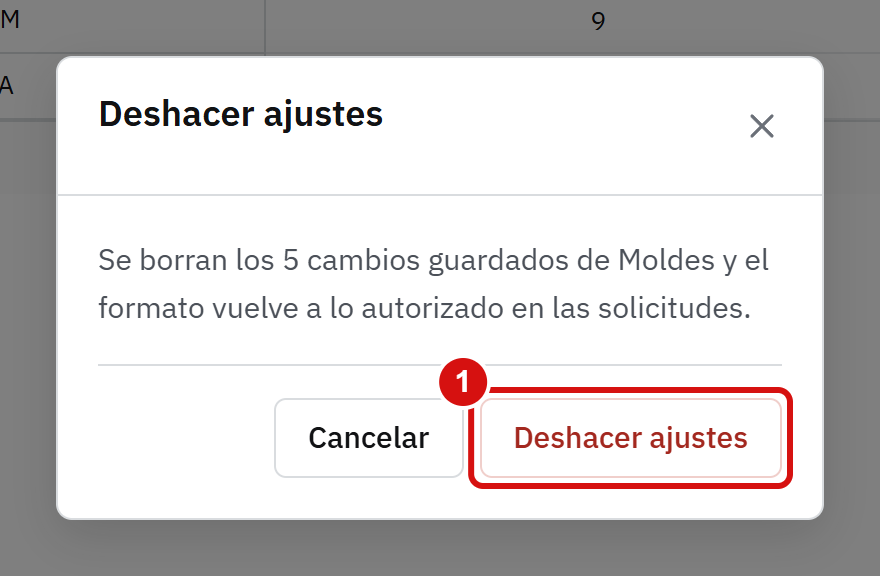 M
9
A
Deshacer ajustes
Se borran los 5 cambios guardados de Moldes y el
formato vuelve a lo autorizado en las solicitudes.
1
Cancelar
Deshacer ajustes